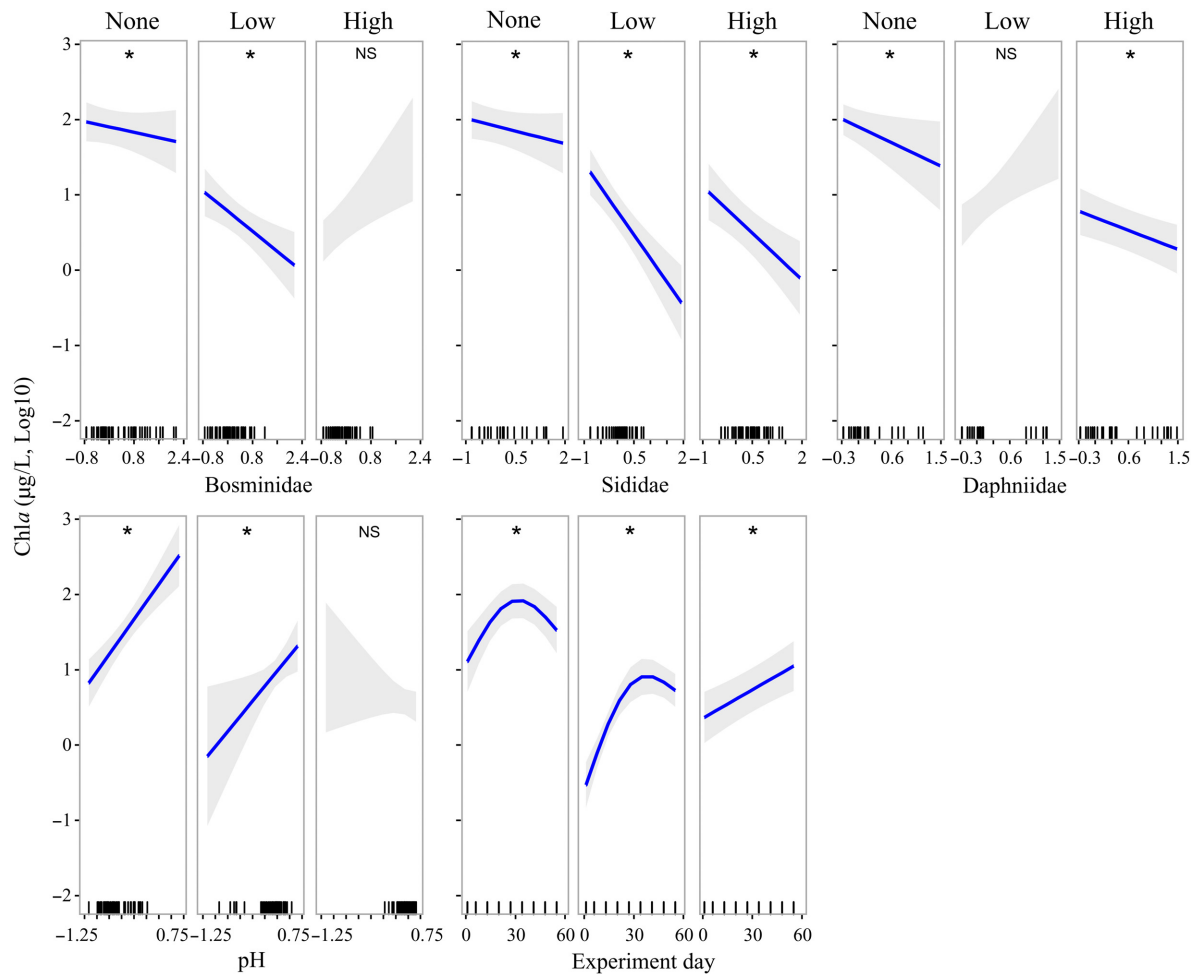 None Low High None Low High None Low High
3 * * NS * * * * NS *
2
1
0
−1
−2
−0.8 0.8 2.4 −0.8 0.8 2.4 −0.8 0.8 2.4 −1 0.5 2 −1 0.5 2 −1 0.5 2 −0.3 0.6 1.5 −0.3 0.6 1.5 −0.3 0.6 1.5
Bosminidae Sididae Daphniidae
Chla (µg/L, Log10)
3 * * NS * * *
2
1
0
−1
−2
−1.25 0.75 −1.25 0.75 −1.25 0.75 0 30 60 0 30 60 0 30 60
pH Experiment day